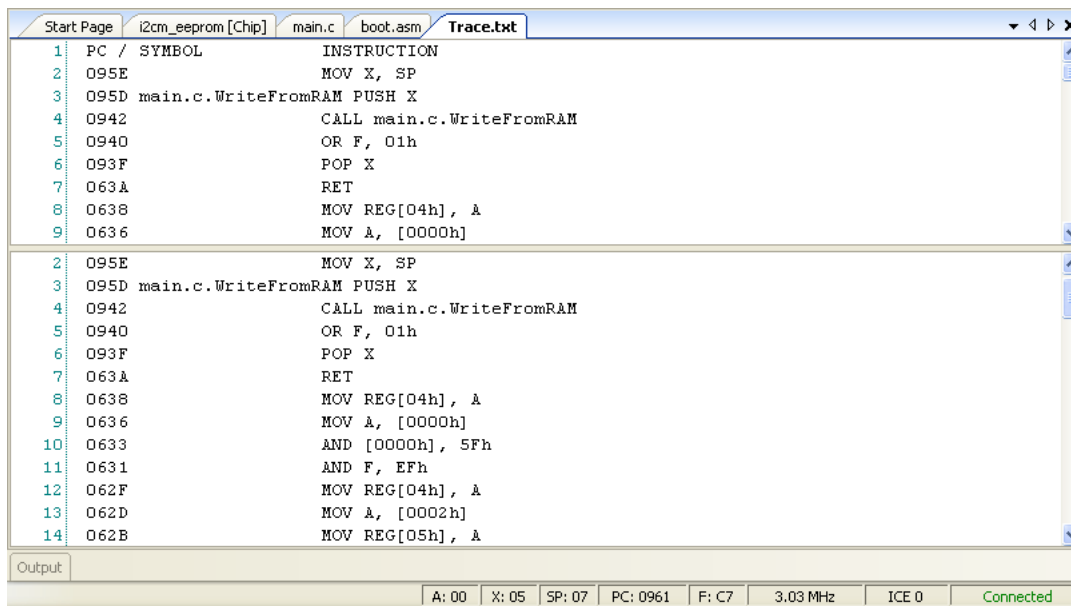 Start Page i2cm_eeprom [Chip] main.c boot.asm Trace.txt
1 PC / SYMBOL INSTRUCTION
2 095E MOV X, SP
3 095D main.c.WriteFromRAM PUSH X
4 0942 CALL main.c.WriteFromRAM
5 0940 OR F, 01h
6 093F POP X
7 063A RET
8 0638 MOV REG[04h], A
9 0636 MOV A, [0000h]
2 095E MOV X, SP
3 095D main.c.WriteFromRAM PUSH X
4 0942 CALL main.c.WriteFromRAM
5 0940 OR F, 01h
6 093F POP X
7 063A RET
8 0638 MOV REG[04h], A
9 0636 MOV A, [0000h]
10 0633 AND [0000h], 5Fh
11 0631 AND F, EFh
12 062F MOV REG[04h], A
13 062D MOV A, [0002h]
14 062B MOV REG[05h], A
Output
A: 00 X: 05 SP: 07 PC: 0961 F: C7 3.03 MHz ICE 0 Connected